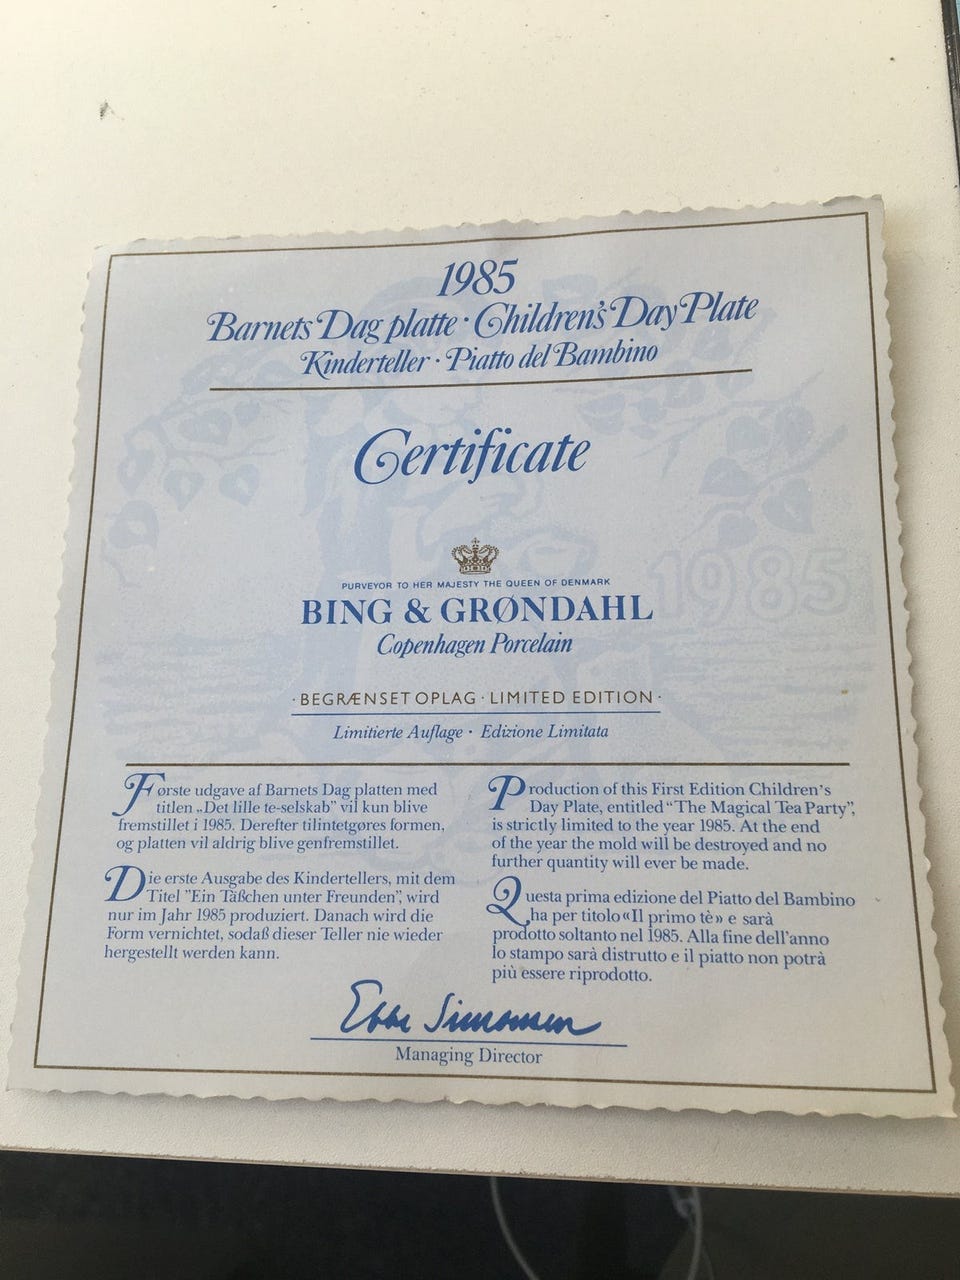 1985
Barnets Dag platte · Children's Day Plate
Kinderteller · Piatto del Bambino
Certificate
PURVEYOR TO HER MAJESTY THE QUEEN OF DENMARK
BING & GRØNDAHL
Copenhagen Porcelain
1985
· BEGRÆNSET OPLAG · LIMITED EDITION ·
Limitierte Auflage · Edizione Limitata
Første udgave af Barnets Dag platten med
titlen „Det lille te-selskab” vil kun blive
fremstillet i 1985. Derefter tilintetgøres formen,
og platten vil aldrig blive genfremstillet.
Die erste Ausgabe des Kindertellers, mit dem
Titel ”Ein Täßchen unter Freunden”, wird
nur im Jahr 1985 produziert. Danach wird die
Form vernichtet, sodaß dieser Teller nie wieder
hergestellt werden kann.
Production of this First Edition Children's
Day Plate, entitled “The Magical Tea Party”,
is strictly limited to the year 1985. At the end
of the year the mold will be destroyed and no
further quantity will ever be made.
Questa prima edizione del Piatto del Bambino
ha per titolo «Il primo tè» e sarà
prodotto soltanto nel 1985. Alla fine dell'anno
lo stampo sarà distrutto e il piatto non potrà
più essere riprodotto.
Ebbe Simonsen
Managing Director